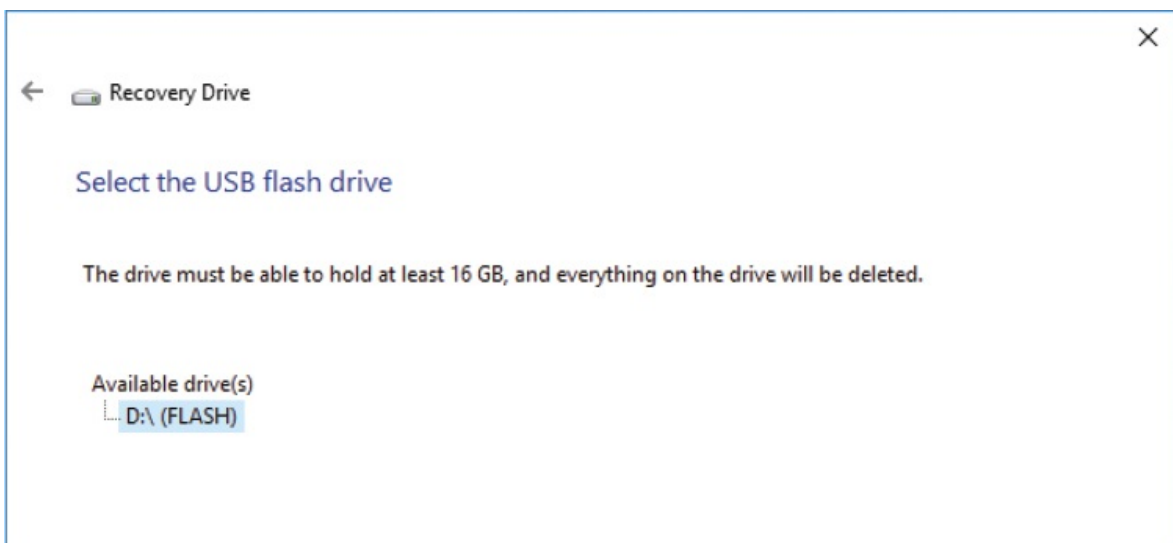 Recovery Drive
Select the USB flash drive
The drive must be able to hold at least 16 GB, and everything on the drive will be deleted.
Available drive(s)
D:\ (FLASH)